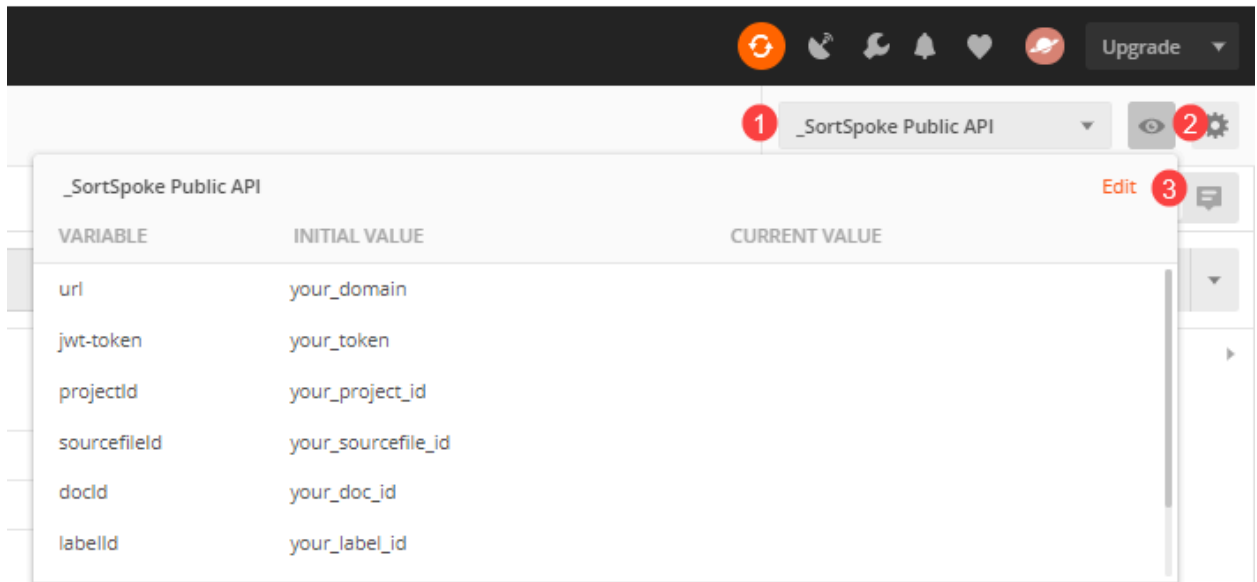 Upgrade
1 _SortSpoke Public API 2
_SortSpoke Public API Edit 3
VARIABLE INITIAL VALUE CURRENT VALUE
url your_domain
jwt-token your_token
projectId your_project_id
sourcefileId your_sourcefile_id
docId your_doc_id
labelId your_label_id